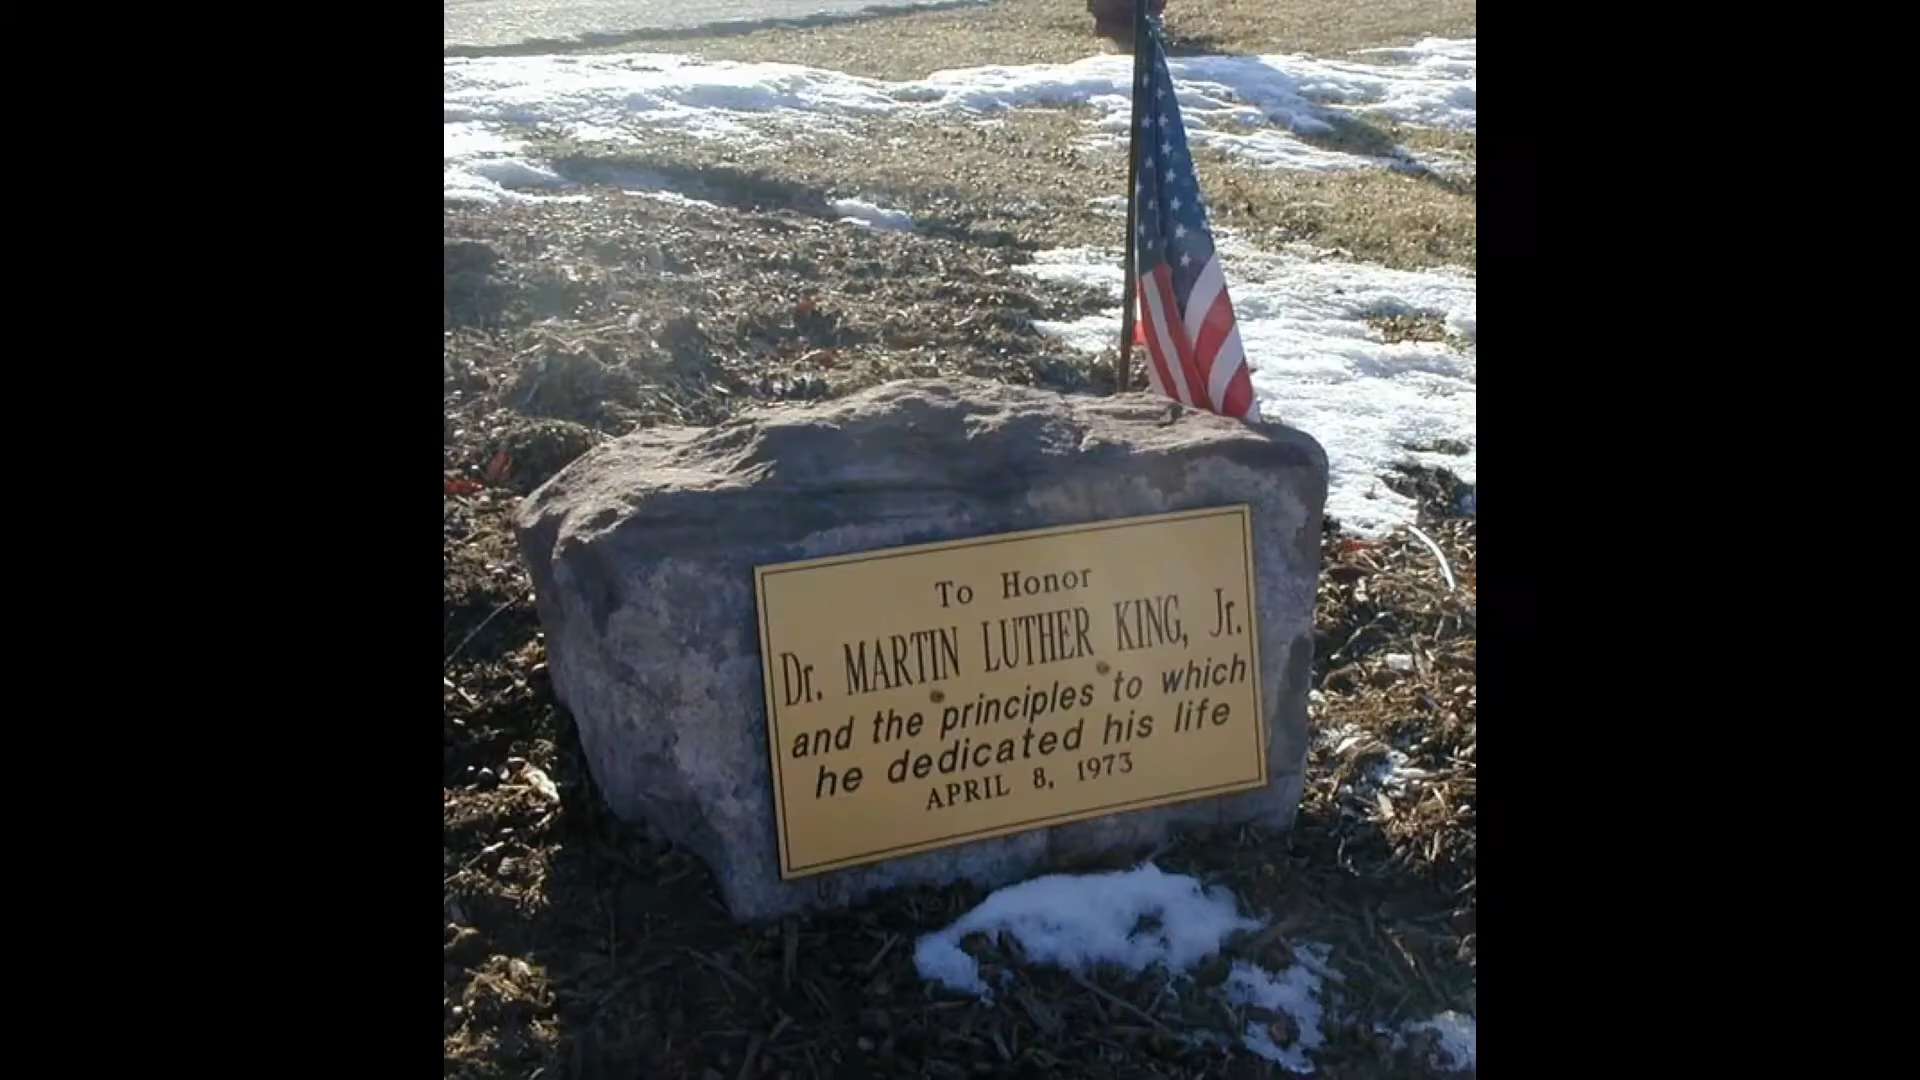 To Honor
Dr. MARTIN LUTHER KING, Jr.
and the principles to which
he dedicated his life
APRIL 8, 1973